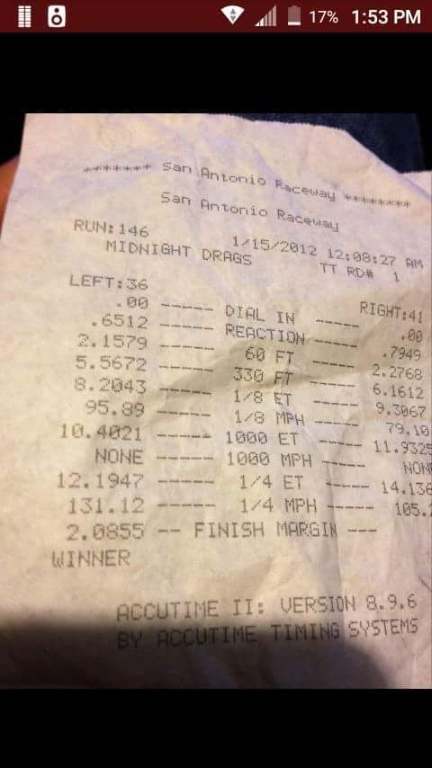 17% 1:53 PM
******* San Antonio Raceway ********
San Antonio Raceway
RUN:146 1/15/2012 12:08:27 AM
MIDNIGHT DRAGS TT RD# 1
LEFT:36 RIGHT:41
.00 ----- DIAL IN ----- .00
.6512 ----- REACTION ----- .7949
2.1579 ----- 60 FT ----- 2.2768
5.5672 ----- 330 FT ----- 6.1612
8.2043 ----- 1/8 ET ----- 9.3067
95.89 ----- 1/8 MPH ----- 79.10
10.4021 ----- 1000 ET ----- 11.9325
NONE ----- 1000 MPH ----- NON
12.1947 ----- 1/4 ET ----- 14.136
131.12 ----- 1/4 MPH ----- 105.
2.0855 -- FINISH MARGIN ---
WINNER
ACCUTIME II: VERSION 8.9.6
BY ACCUTIME TIMING SYSTEMS